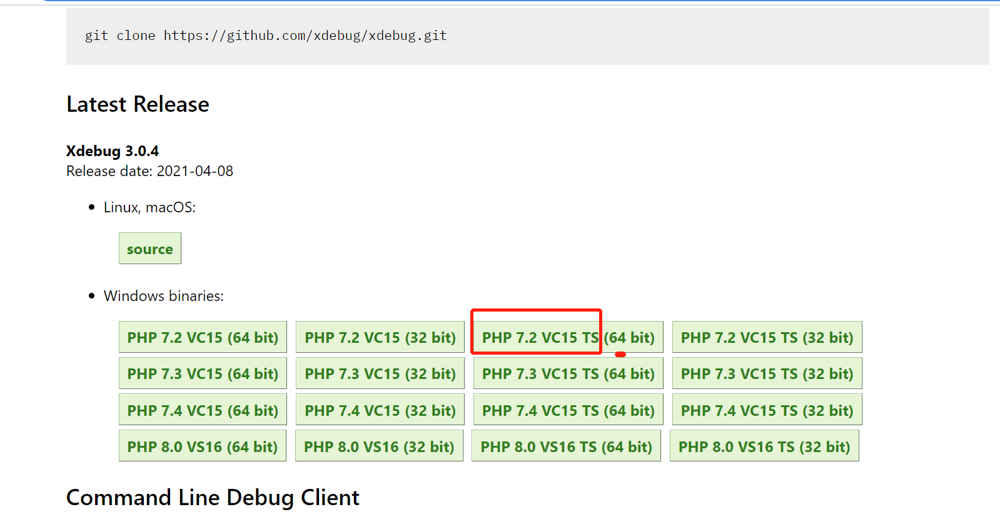 git clone https://github.com/xdebug/xdebug.git
Latest Release
Xdebug 3.0.4
Release date: 2021-04-08
Linux, macOS:
source
Windows binaries:
PHP 7.2 VC15 (64 bit) PHP 7.2 VC15 (32 bit) PHP 7.2 VC15 TS (64 bit) PHP 7.2 VC15 TS (32 bit)
PHP 7.3 VC15 (64 bit) PHP 7.3 VC15 (32 bit) PHP 7.3 VC15 TS (64 bit) PHP 7.3 VC15 TS (32 bit)
PHP 7.4 VC15 (64 bit) PHP 7.4 VC15 (32 bit) PHP 7.4 VC15 TS (64 bit) PHP 7.4 VC15 TS (32 bit)
PHP 8.0 VS16 (64 bit) PHP 8.0 VS16 (32 bit) PHP 8.0 VS16 TS (64 bit) PHP 8.0 VS16 TS (32 bit)
Command Line Debug Client